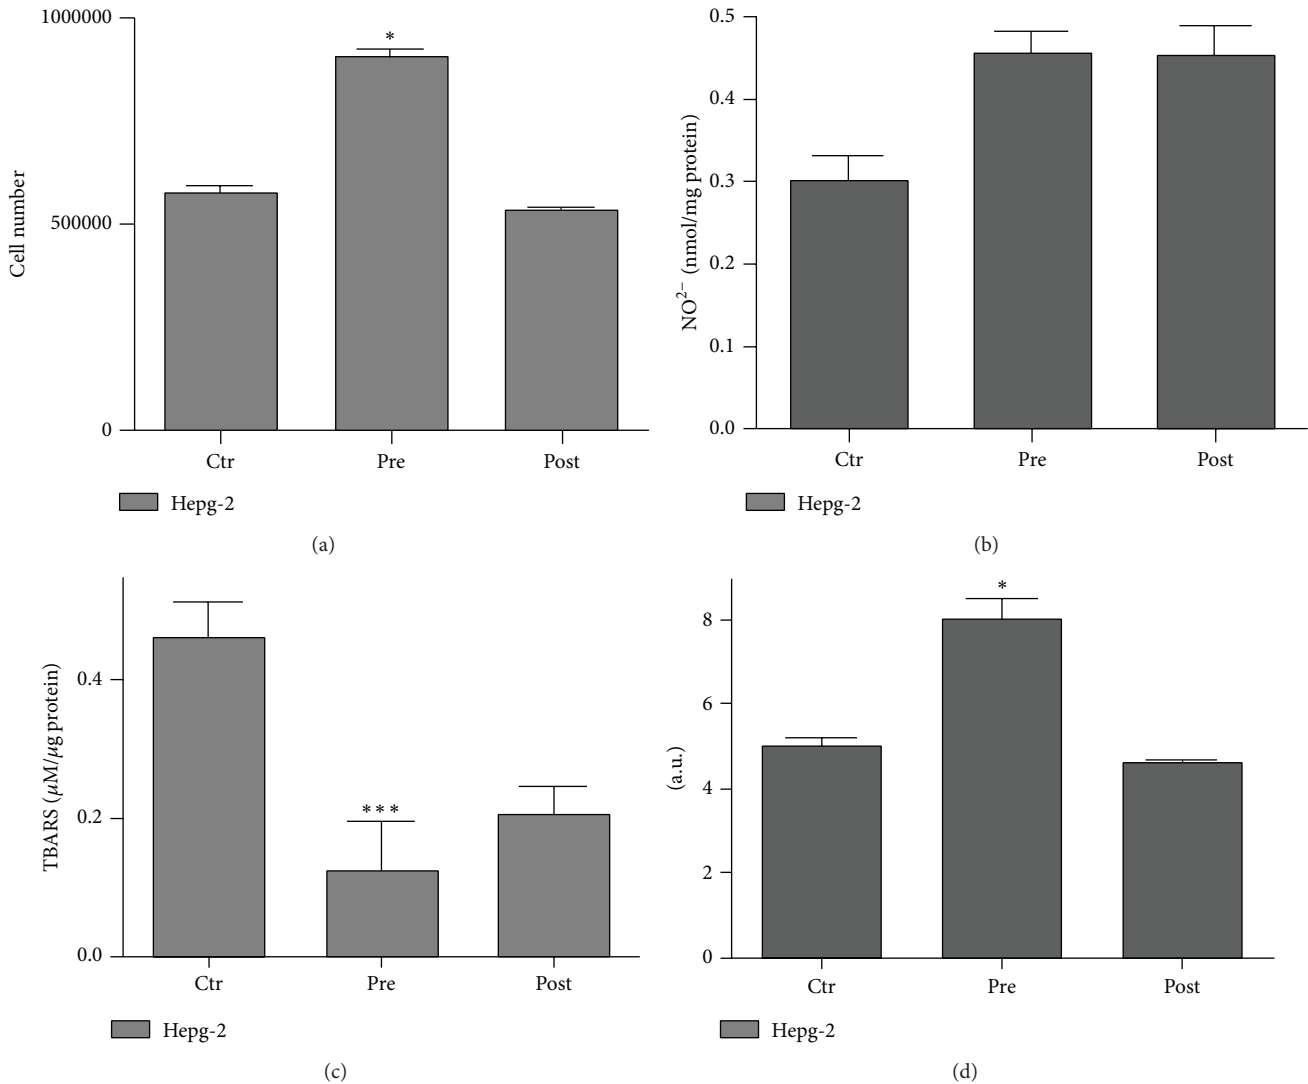 1000000
500000
0
Cell number
*
Ctr Pre Post
Hepg-2
(a)
0.5
0.4
0.3
0.2
0.1
0.0
NO²⁻ (nmol/mg protein)
Ctr Pre Post
Hepg-2
(b)
0.4
0.2
0.0
TBARS (μM/μg protein)
***
Ctr Pre Post
Hepg-2
(c)
8
6
4
2
0
(a.u.)
*
Ctr Pre Post
Hepg-2
(d)